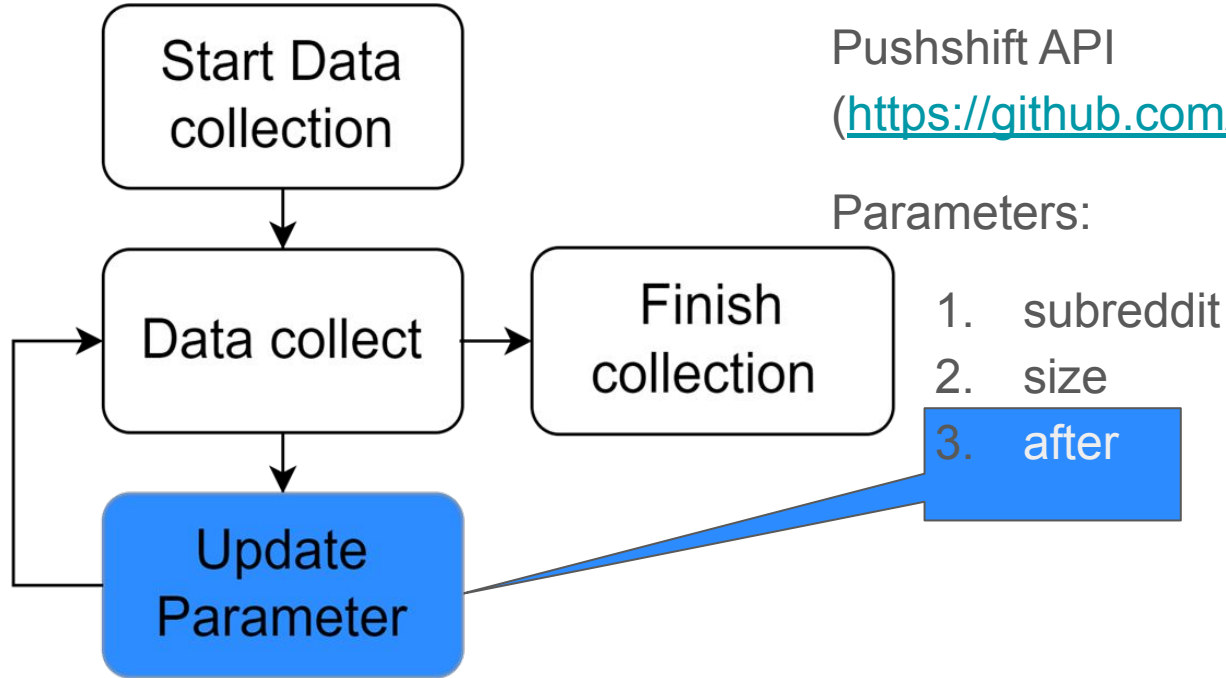 Start Data
collection
Data collect
Finish
collection
Update
Parameter
Pushshift API
(https://github.com
Parameters:
1. subreddit
2. size
3. after